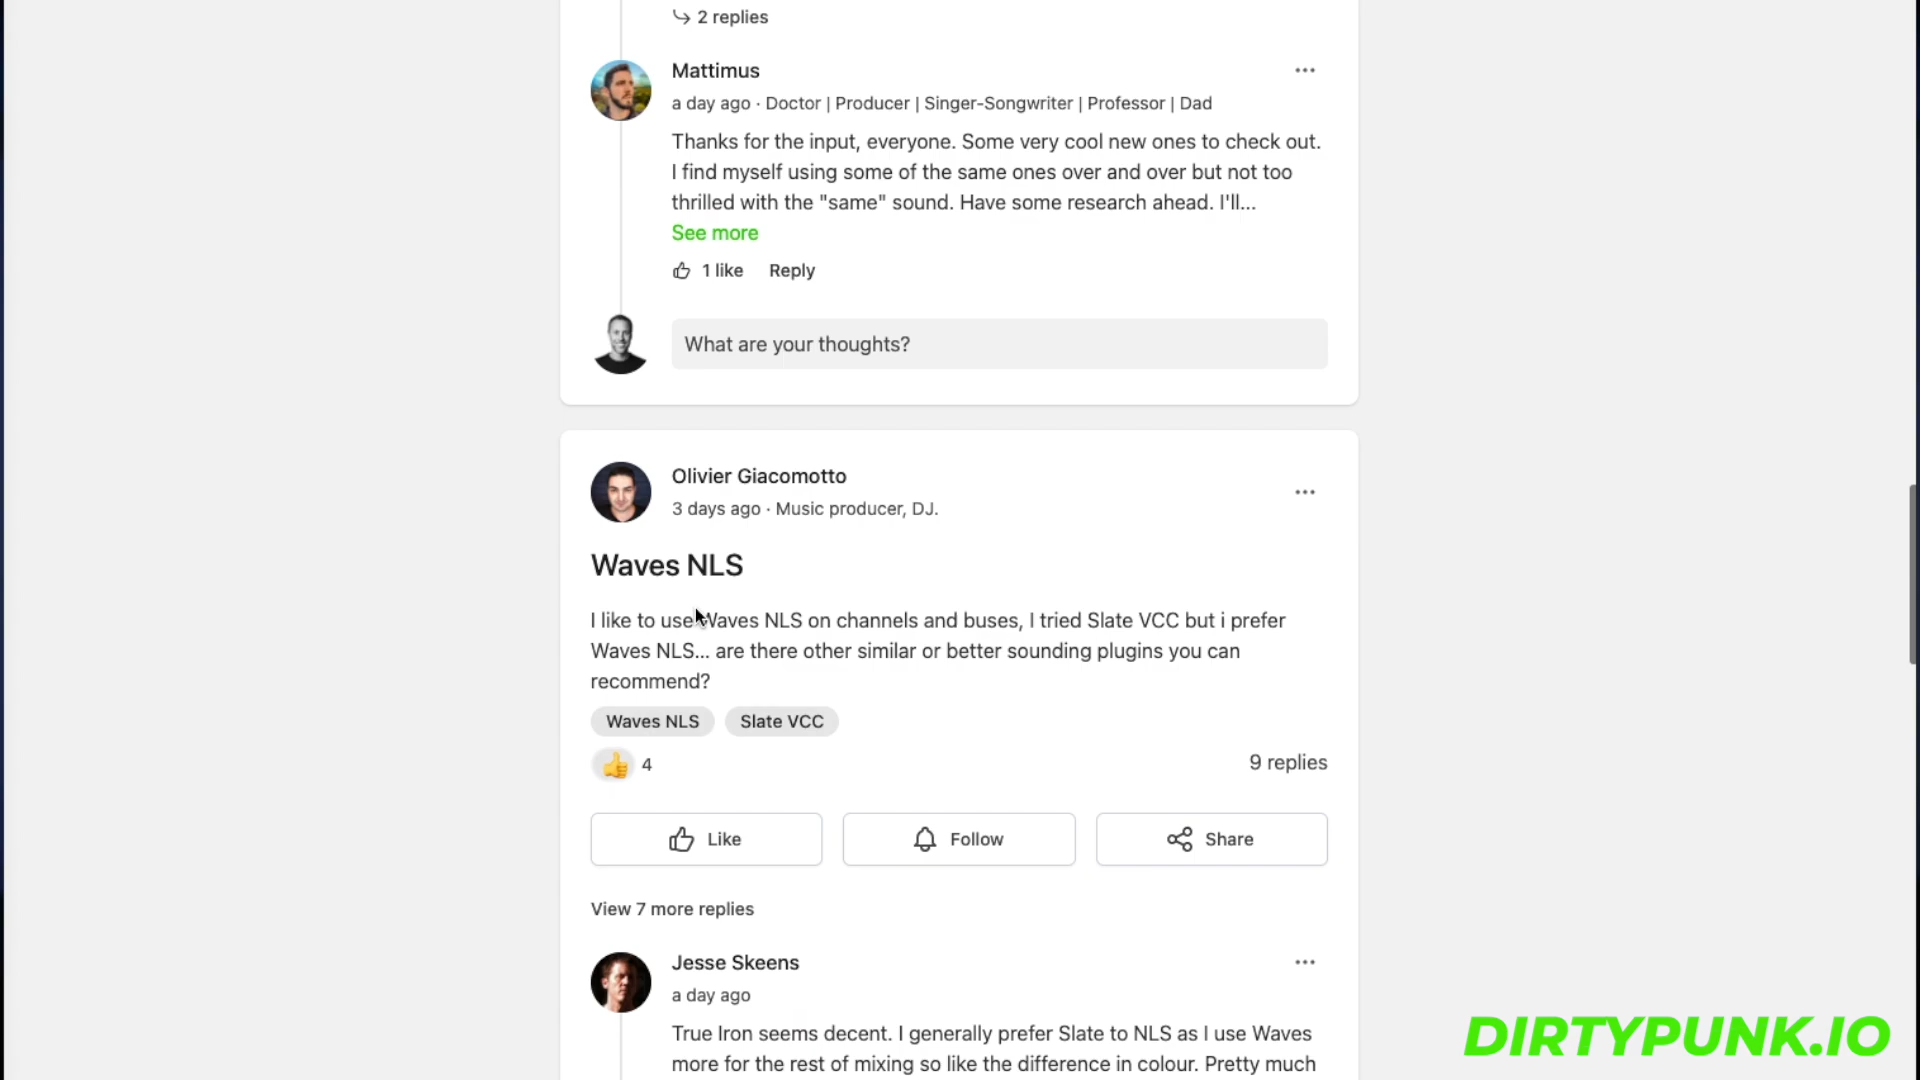 2 replies
Mattimus
a day ago · Doctor | Producer | Singer-Songwriter | Professor | Dad
Thanks for the input, everyone. Some very cool new ones to check out.
I find myself using some of the same ones over and over but not too
thrilled with the "same" sound. Have some research ahead. I'll...
See more
1 like Reply
What are your thoughts?
Olivier Giacomotto
3 days ago · Music producer, DJ.
Waves NLS
I like to use Waves NLS on channels and buses, I tried Slate VCC but i prefer
Waves NLS... are there other similar or better sounding plugins you can
recommend?
Waves NLS Slate VCC
4 9 replies
Like Follow Share
View 7 more replies
Jesse Skeens
a day ago
True Iron seems decent. I generally prefer Slate to NLS as I use Waves
more for the rest of mixing so like the difference in colour. Pretty much
DIRTYPUNK.IO